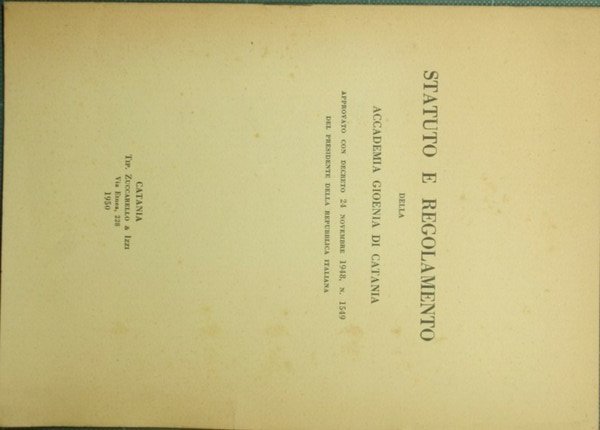 STATUTO E REGOLAMENTO
DELLA
ACCADEMIA GIOENIA DI CATANIA
APPROVATO CON DECRETO 24 NOVEMBRE 1948, N. 1549
DEL PRESIDENTE DELLA REPUBBLICA ITALIANA
CATANIA
TIP. ZUCCARELLO & IZZI
Via Etnea, 228
1950